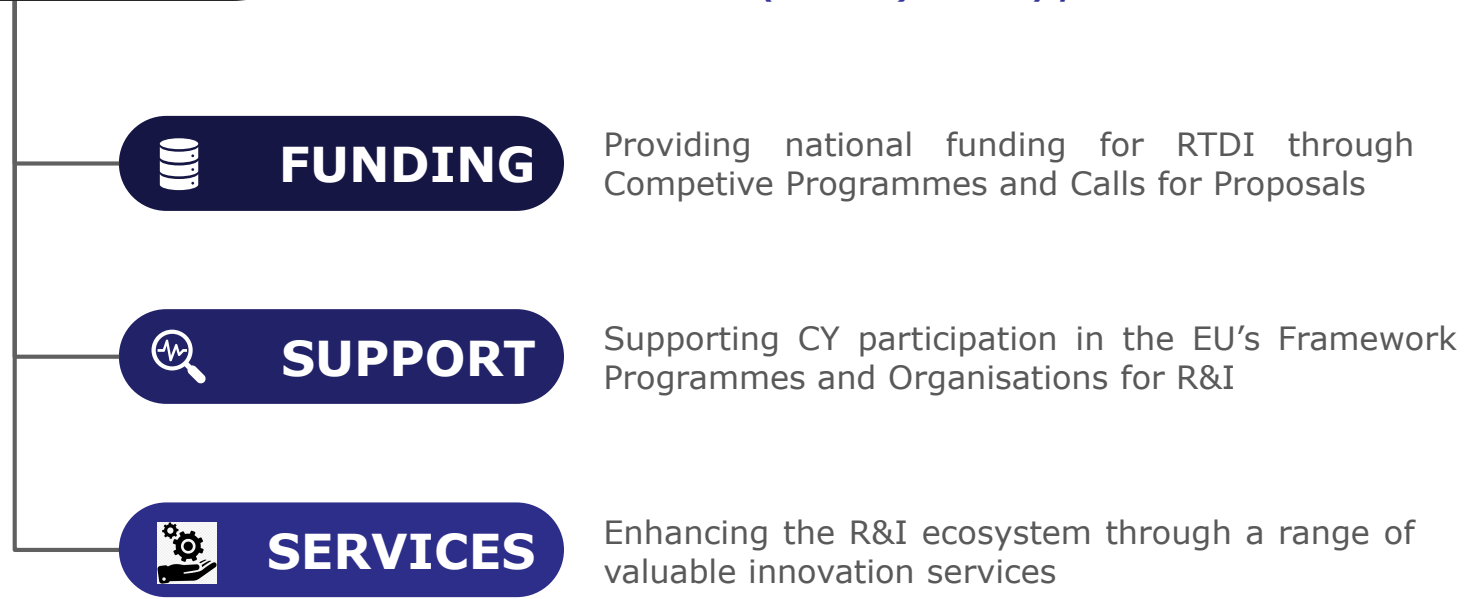 FUNDING
Providing national funding for RTDI through
Competive Programmes and Calls for Proposals
SUPPORT
Supporting CY participation in the EU’s Framework
Programmes and Organisations for R&I
SERVICES
Enhancing the R&I ecosystem through a range of
valuable innovation services